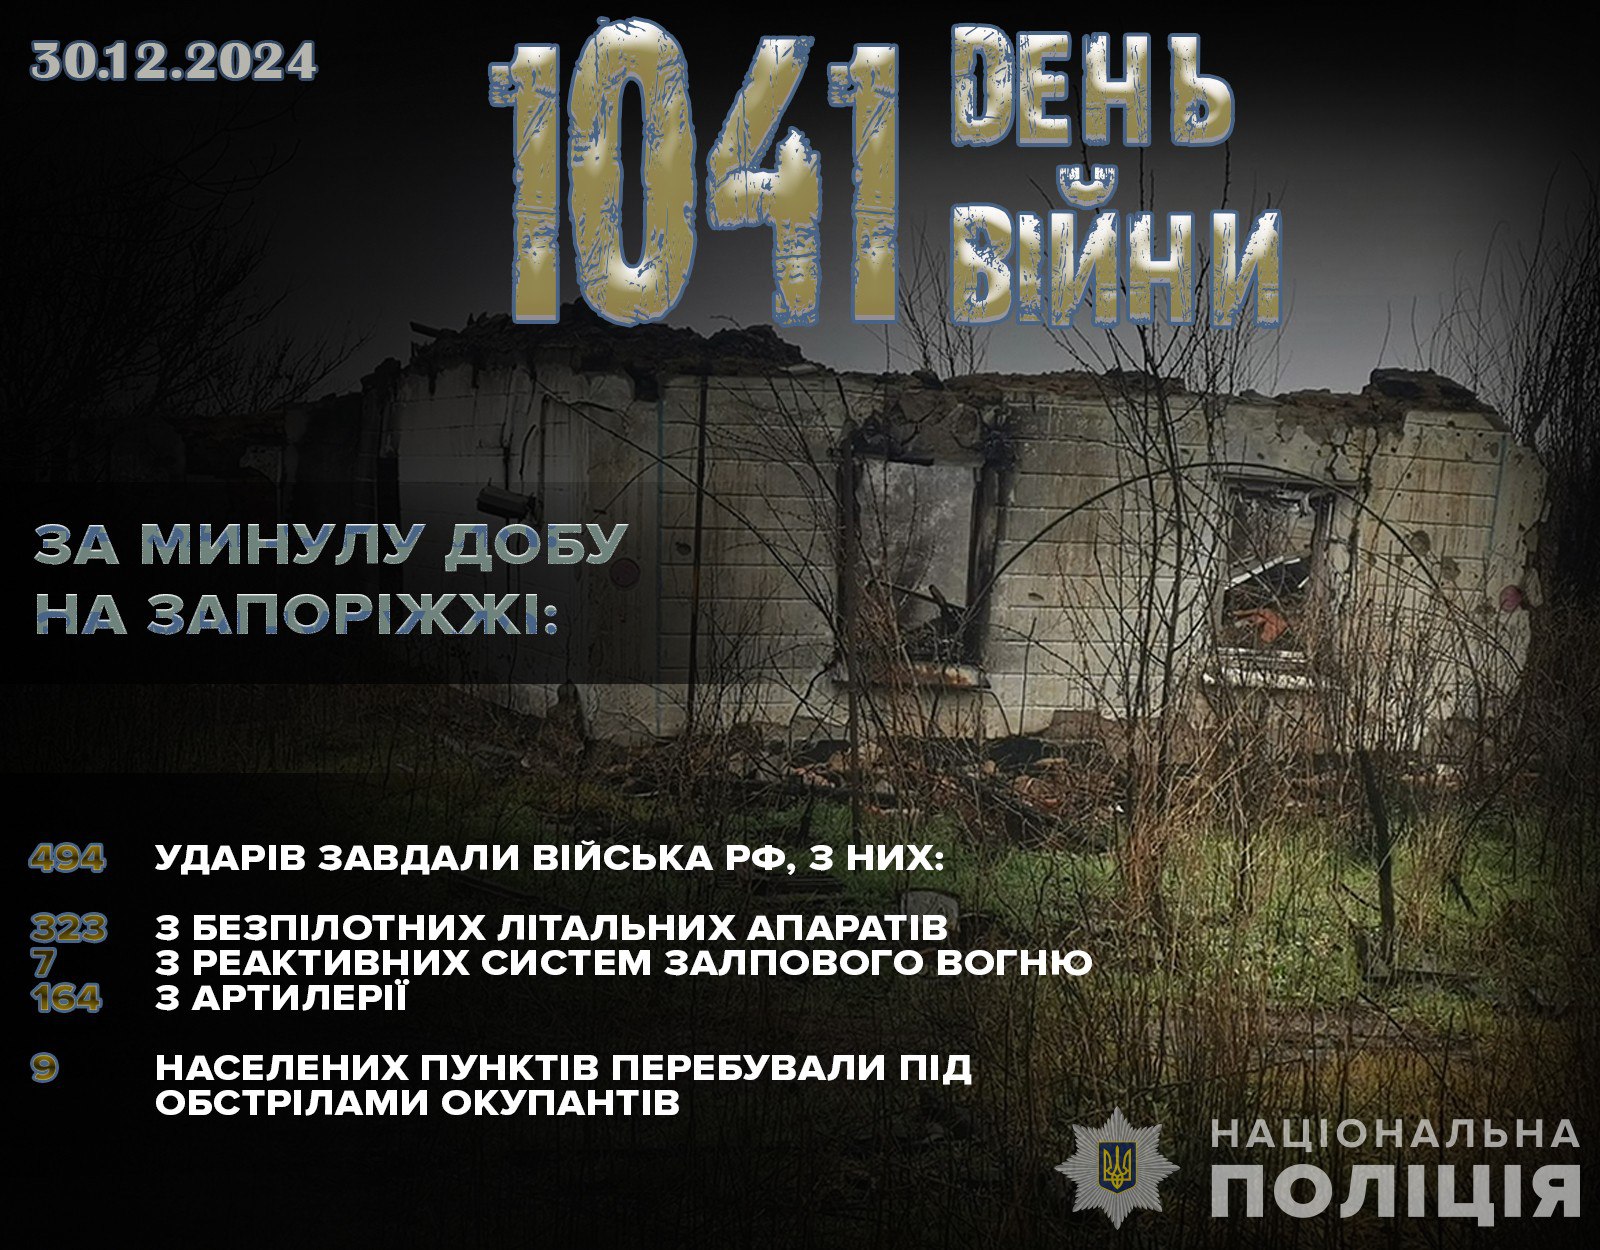 30.12.2024
1041 ДЕНЬ
ВІЙНИ
ЗА МИНУЛУ ДОБУ
НА ЗАПОРІЖЖІ:
494 УДАРІВ ЗАВДАЛИ ВІЙСЬКА РФ, З НИХ:
323 З БЕЗПІЛОТНИХ ЛІТАЛЬНИХ АПАРАТІВ
7 З РЕАКТИВНИХ СИСТЕМ ЗАЛПОВОГО ВОГНЮ
164 З АРТИЛЕРІЇ
9 НАСЕЛЕНИХ ПУНКТІВ ПЕРЕБУВАЛИ ПІД
ОБСТРІЛАМИ ОКУПАНТІВ
НАЦІОНАЛЬНА
ПОЛІЦІЯ